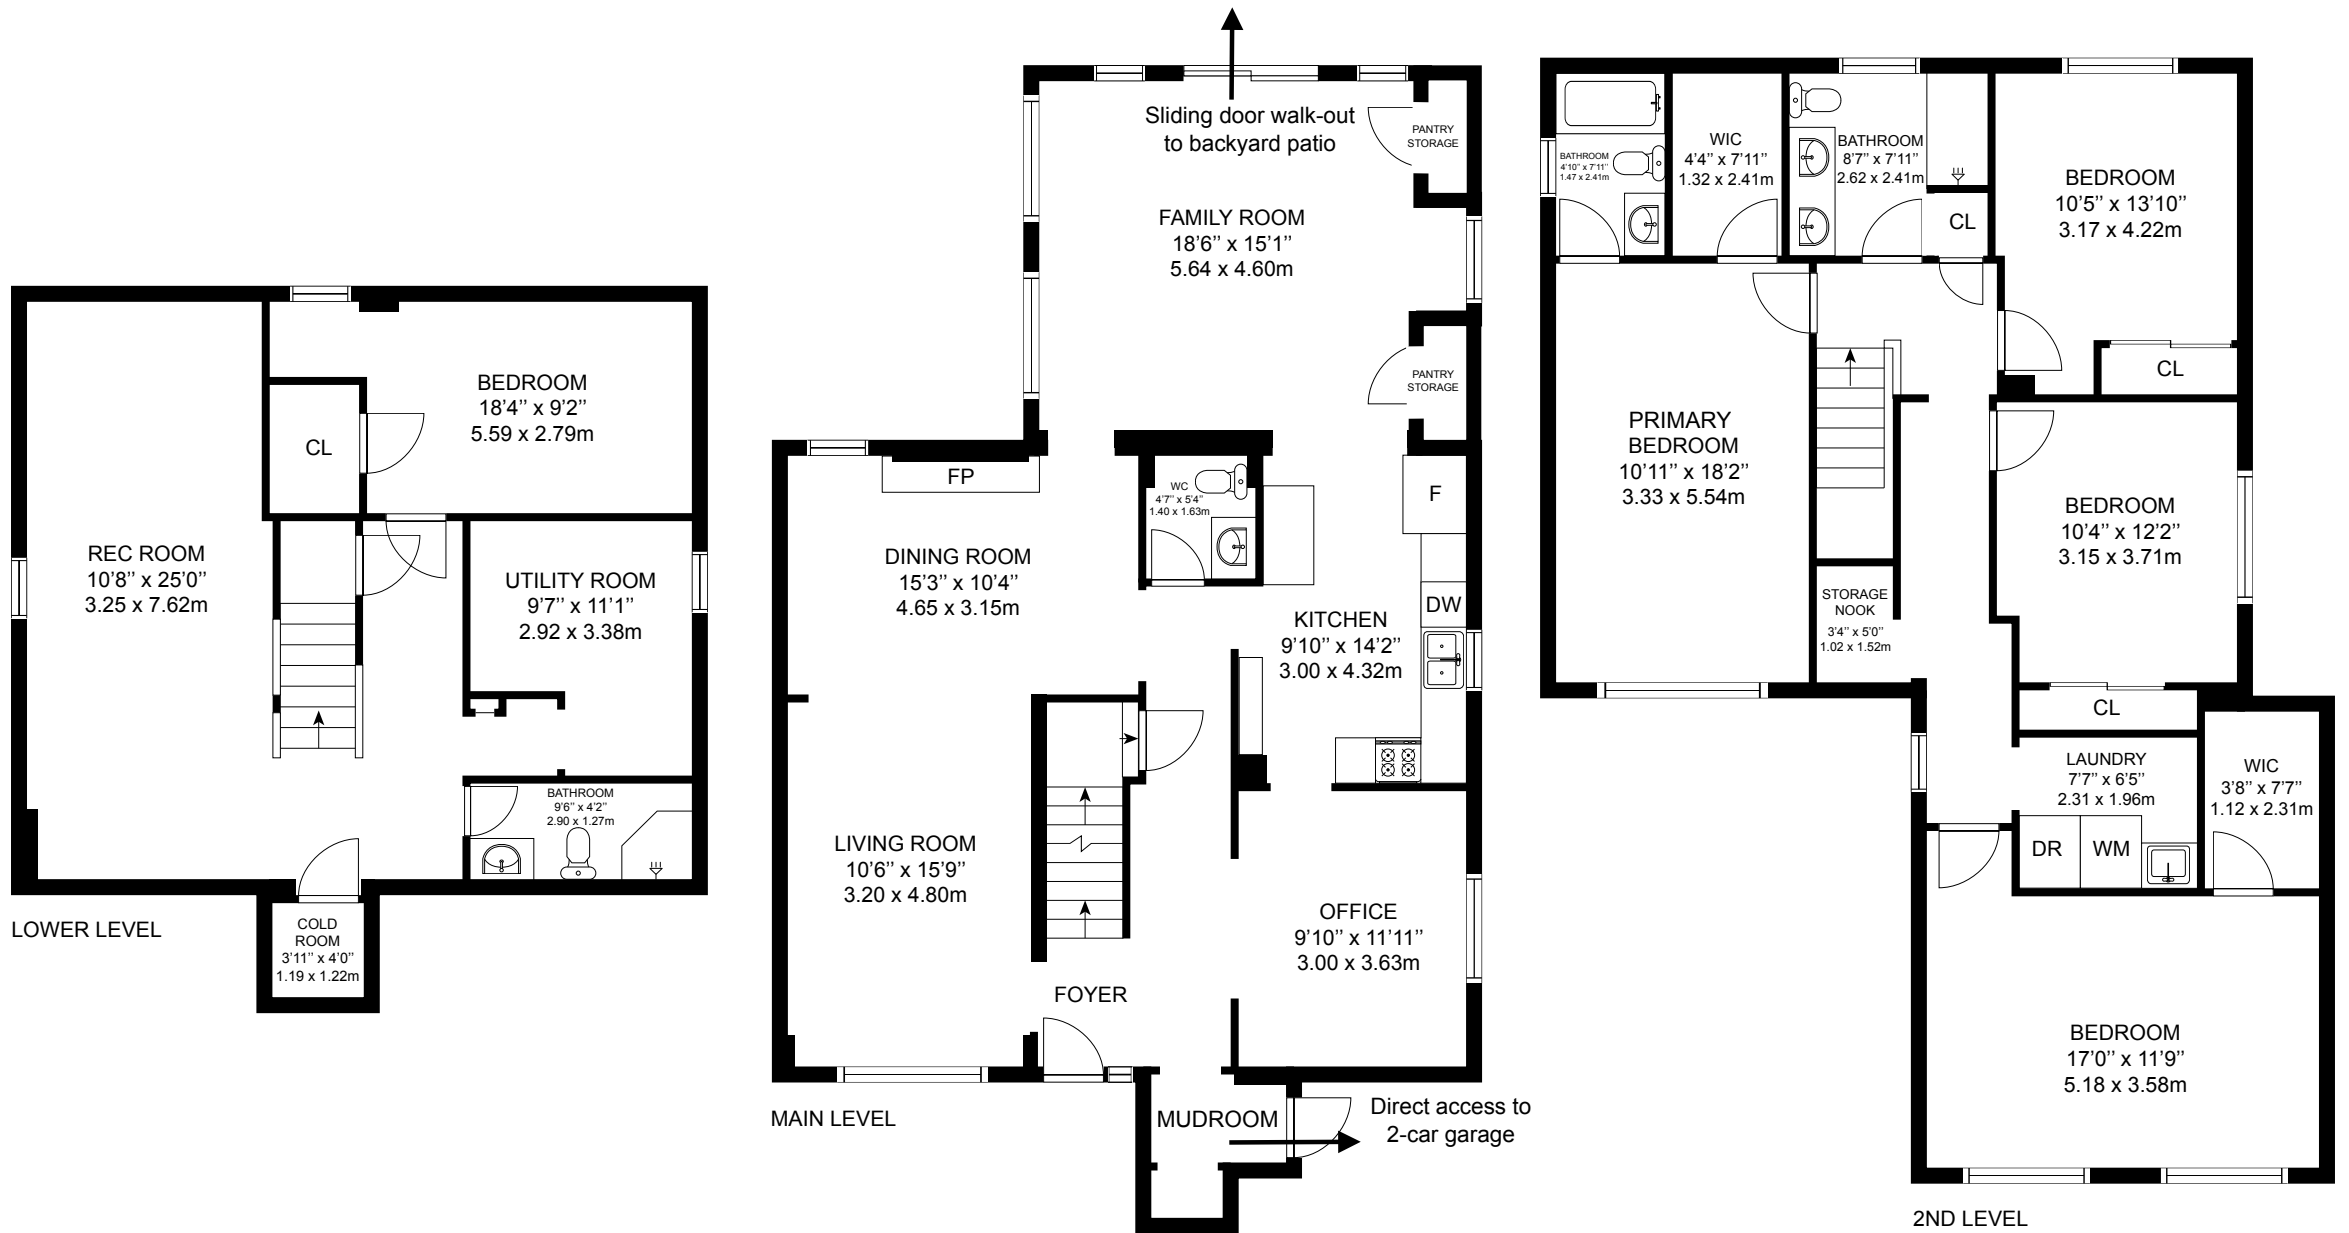 REC ROOM
10'8'' x 25'0''
3.25 x 7.62m
BEDROOM
18'4'' x 9'2''
5.59 x 2.79m
CL
UTILITY ROOM
9'7'' x 11'1''
2.92 x 3.38m
BATHROOM
9'6'' x 4'2''
2.90 x 1.27m
COLD
ROOM
3'11'' x 4'0''
1.19 x 1.22m
LOWER LEVEL
Sliding door walk-out
to backyard patio
PANTRY
STORAGE
FAMILY ROOM
18'6'' x 15'1''
5.64 x 4.60m
PANTRY
STORAGE
FP
WC
4'7'' x 5'4''
1.40 x 1.63m
F
DINING ROOM
15'3'' x 10'4''
4.65 x 3.15m
DW
KITCHEN
9'10'' x 14'2''
3.00 x 4.32m
LIVING ROOM
10'6'' x 15'9''
3.20 x 4.80m
OFFICE
9'10'' x 11'11''
3.00 x 3.63m
FOYER
MUDROOM
Direct access to
2-car garage
MAIN LEVEL
BATHROOM
4'10'' x 7'11''
1.47 x 2.41m
WIC
4'4'' x 7'11''
1.32 x 2.41m
BATHROOM
8'7'' x 7'11''
2.62 x 2.41m
CL
BEDROOM
10'5'' x 13'10''
3.17 x 4.22m
CL
PRIMARY
BEDROOM
10'11'' x 18'2''
3.33 x 5.54m
BEDROOM
10'4'' x 12'2''
3.15 x 3.71m
STORAGE
NOOK
3'4'' x 5'0''
1.02 x 1.52m
CL
LAUNDRY
7'7'' x 6'5''
2.31 x 1.96m
DR
WM
WIC
3'8'' x 7'7''
1.12 x 2.31m
BEDROOM
17'0'' x 11'9''
5.18 x 3.58m
2ND LEVEL